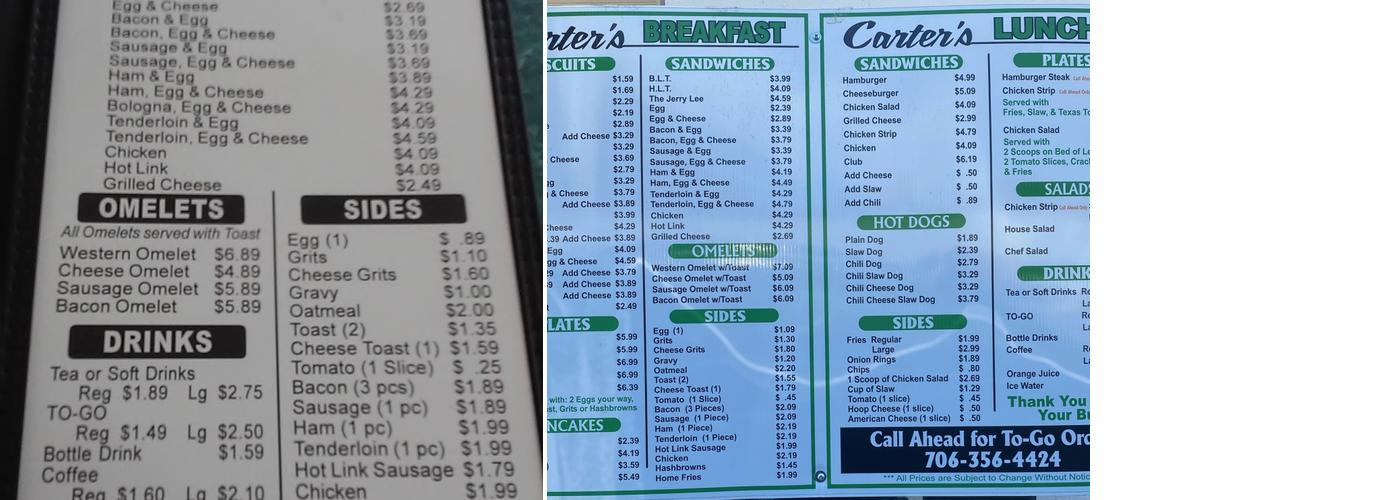 Egg & Cheese $2.69
Bacon & Egg $3.19
Bacon, Egg & Cheese $3.69
Sausage & Egg $3.19
Sausage, Egg & Cheese $3.69
Ham & Egg $3.89
Ham, Egg & Cheese $4.29
Bologna, Egg & Cheese $4.29
Tenderloin & Egg $4.09
Tenderloin, Egg & Cheese $4.59
Chicken $4.09
Hot Link $4.09
Grilled Cheese $2.49
OMELETS
All Omelets served with Toast
Western Omelet $6.89
Cheese Omelet $4.89
Sausage Omelet $5.89
Bacon Omelet $5.89
DRINKS
Tea or Soft Drinks
Reg $1.89 Lg $2.75
TO-GO
Reg $1.49 Lg $2.50
Bottle Drink $1.59
Coffee
Reg $1.60 Lg $2.10
SIDES
Egg (1) $ .89
Grits $1.10
Cheese Grits $1.60
Gravy $1.00
Oatmeal $2.00
Toast (2) $1.35
Cheese Toast (1) $1.59
Tomato (1 Slice) $ .25
Bacon (3 pcs) $1.89
Sausage (1 pc) $1.89
Ham (1 pc) $1.99
Tenderloin (1 pc) $1.99
Hot Link Sausage $1.79
Chicken $1.99
rter's BREAKFAST
SCUITS
$1.59
$1.69
$2.29
$2.19
$2.89
Add Cheese $3.29
$3.29
Cheese $3.69
$2.79
gg $3.29
& Cheese $3.79
Add Cheese $3.89
$3.99
heese $4.29
.39 Add Cheese $3.89
Egg $4.09
gg & Cheese $4.59
29 Add Cheese $3.79
89 Add Cheese $3.89
Add Cheese $3.89
$2.49
LATES
$5.99
$5.99
$6.99
$6.99
$6.39
with: 2 Eggs your way,
st, Grits or Hashbrowns
NCAKES
$2.39
$4.19
$3.59
$5.49
SANDWICHES
B.L.T. $3.99
H.L.T. $4.09
The Jerry Lee $4.59
Egg $2.39
Egg & Cheese $2.89
Bacon & Egg $3.39
Bacon, Egg & Cheese $3.79
Sausage & Egg $3.39
Sausage, Egg & Cheese $3.79
Ham & Egg $4.19
Ham, Egg & Cheese $4.49
Tenderloin & Egg $4.29
Tenderloin, Egg & Cheese $4.79
Chicken $4.29
Hot Link $4.29
Grilled Cheese $2.69
OMELETS
Western Omelet w/Toast $7.09
Cheese Omelet w/Toast $5.09
Sausage Omelet w/Toast $6.09
Bacon Omelet w/Toast $6.09
SIDES
Egg (1) $1.09
Grits $1.30
Cheese Grits $1.80
Gravy $1.20
Oatmeal $2.20
Toast (2) $1.55
Cheese Toast (1) $1.79
Tomato (1 Slice) $ .45
Bacon (3 Pieces) $2.09
Sausage (1 Piece) $2.09
Ham (1 Piece) $2.19
Tenderloin (1 Piece) $2.19
Hot Link Sausage $1.99
Chicken $2.19
Hashbrowns $1.45
Home Fries $1.99
Carter's LUNCH
SANDWICHES
Hamburger $4.99
Cheeseburger $5.09
Chicken Salad $4.09
Grilled Cheese $2.99
Chicken Strip $4.79
Chicken $4.09
Club $6.19
Add Cheese $ .50
Add Slaw $ .50
Add Chili $ .89
HOT DOGS
Plain Dog $1.89
Slaw Dog $2.39
Chili Dog $2.79
Chili Slaw Dog $3.29
Chili Cheese Dog $3.29
Chili Cheese Slaw Dog $3.79
SIDES
Fries Regular $1.99
Large $2.99
Onion Rings $1.89
Chips $ .80
1 Scoop of Chicken Salad $2.69
Cup of Slaw $1.29
Tomato (1 slice) $ .45
Hoop Cheese (1 slice) $ .50
American Cheese (1 slice) $ .50
PLATES
Hamburger Steak
Chicken Strip Call Ahead Only
Served with
Fries, Slaw, & Texas To
Chicken Salad
Served with
2 Scoops on Bed of Le
2 Tomato Slices, Crac
& Fries
SALADS
Chicken Strip Call Ahead Only
House Salad
Chef Salad
DRINK
Tea or Soft Drinks Re
La
TO-GO Re
La
Bottle Drinks
Coffee Re
La
Orange Juice
Ice Water
Thank You
Your Bu
Call Ahead for To-Go Orc
706-356-4424
*** All Prices are Subject to Change Without Notic